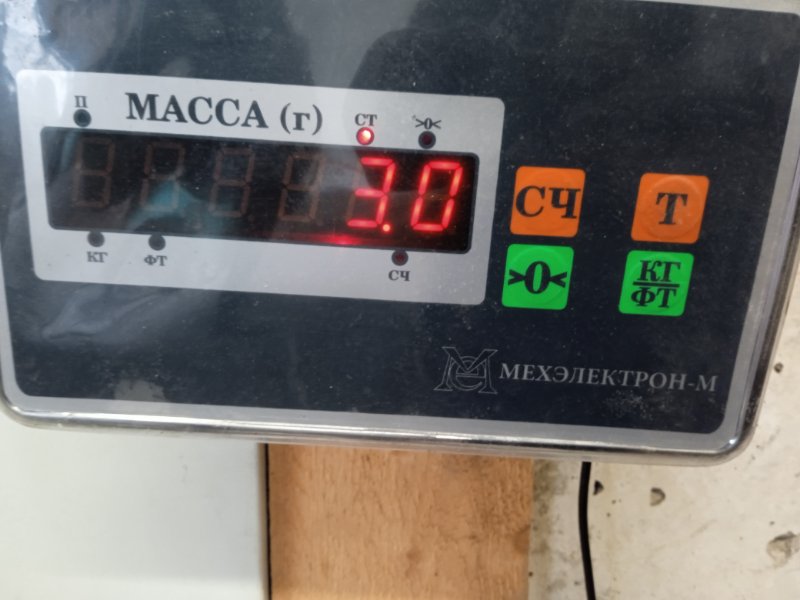 П
МАССА (г)
СТ
>0<
3.0
КГ
ФТ
СЧ
СЧ
Т
>0<
КГ
ФТ
МЕХЭЛЕКТРОН-М